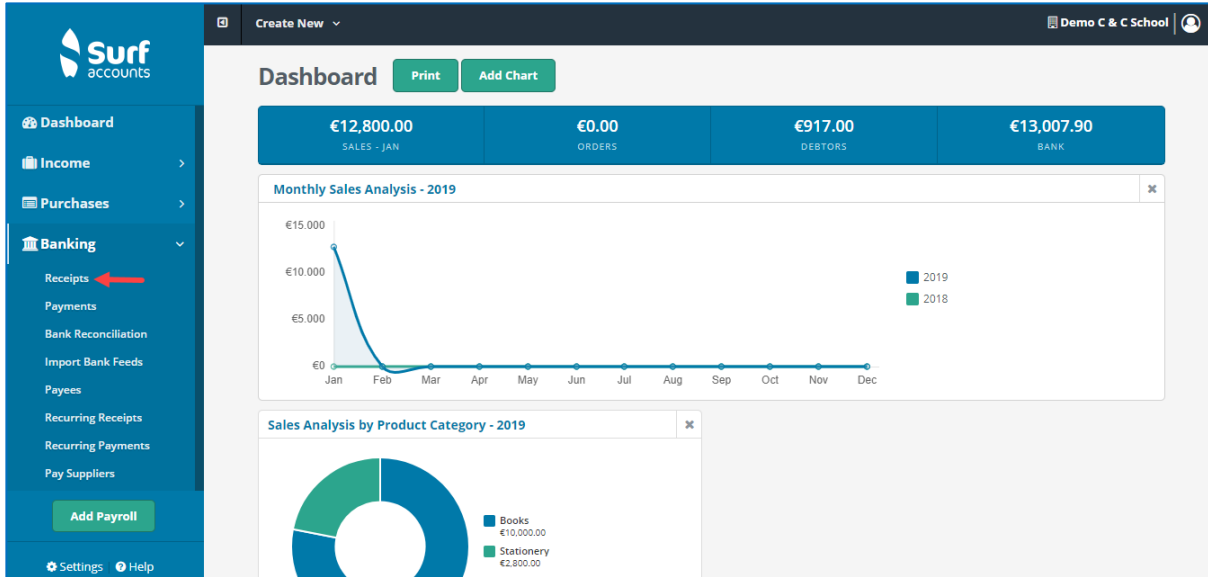 Surf
accounts
Dashboard
Income
Purchases
Banking
Receipts
Payments
Bank Reconciliation
Import Bank Feeds
Payees
Recurring Receipts
Recurring Payments
Pay Suppliers
Add Payroll
Settings Help
Create New
Demo C & C School
Dashboard Print Add Chart
€12,800.00 €0.00 €917.00 €13,007.90
SALES - JAN ORDERS DEBTORS BANK
Monthly Sales Analysis - 2019
€15.000
€10.000
€5.000
€0
Jan Feb Mar Apr May Jun Jul Aug Sep Oct Nov Dec
2019
2018
Sales Analysis by Product Category - 2019
Books
€10,000.00
Stationery
€2,800.00